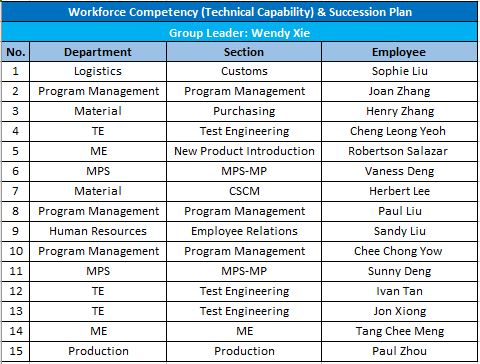 Workforce Competency (Technical Capability) & Succession Plan
Group Leader: Wendy Xie
No. Department Section Employee
1 Logistics Customs Sophie Liu
2 Program Management Program Management Joan Zhang
3 Material Purchasing Henry Zhang
4 TE Test Engineering Cheng Leong Yeoh
5 ME New Product Introduction Robertson Salazar
6 MPS MPS-MP Vaness Deng
7 Material CSCM Herbert Lee
8 Program Management Program Management Paul Liu
9 Human Resources Employee Relations Sandy Liu
10 Program Management Program Management Chee Chong Yow
11 MPS MPS-MP Sunny Deng
12 TE Test Engineering Ivan Tan
13 TE Test Engineering Jon Xiong
14 ME ME Tang Chee Meng
15 Production Production Paul Zhou